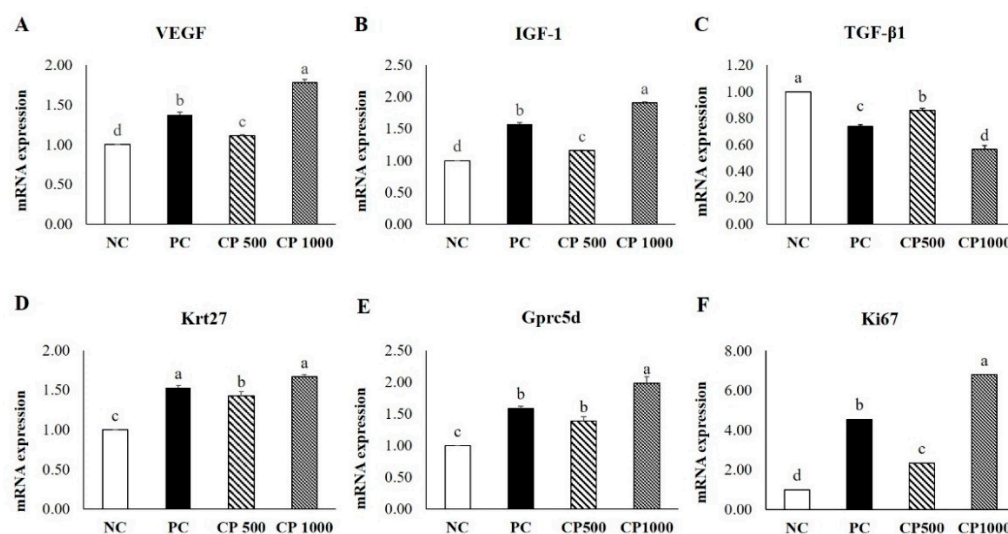 A
VEGF
mRNA expression
2.00
1.50
1.00
0.50
0.00
d
b
c
a
NC PC CP 500 CP 1000
B
IGF-1
mRNA expression
2.50
2.00
1.50
1.00
0.50
0.00
d
b
c
a
NC PC CP 500 CP 1000
C
TGF-β1
mRNA expression
1.20
1.00
0.80
0.60
0.40
0.20
0.00
a
c
b
d
NC PC CP500 CP1000
D
Krt27
mRNA expression
2.00
1.50
1.00
0.50
0.00
c
a
b
a
NC PC CP 500 CP 1000
E
Gprc5d
mRNA expression
2.50
2.00
1.50
1.00
0.50
0.00
c
b
b
a
NC PC CP500 CP1000
F
Ki67
mRNA expression
8.00
6.00
4.00
2.00
0.00
d
b
c
a
NC PC CP500 CP1000